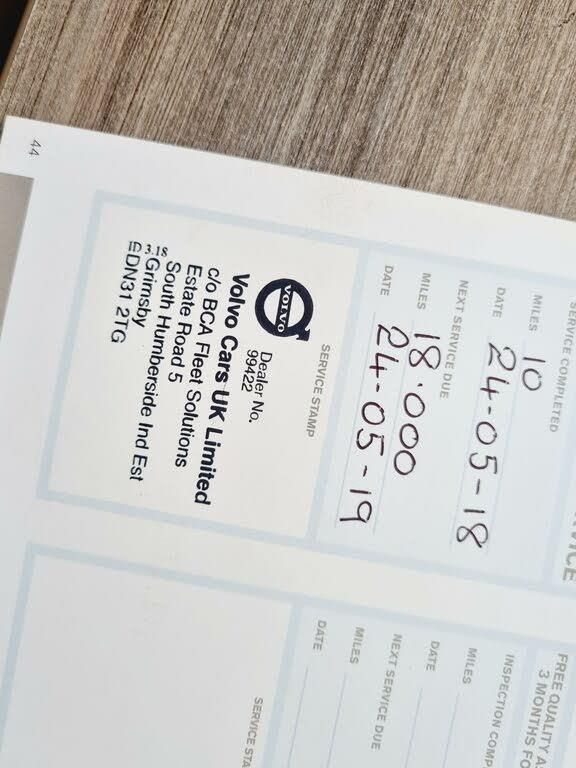 VICE
SERVICE COMPLETED
MILES 10
DATE 24-05-18
NEXT SERVICE DUE
MILES 18.000
DATE 24-05-19
SERVICE STAMP
VOLVO
Dealer No.
99422
Volvo Cars UK Limited
c/o BCA Fleet Solutions
Estate Road 5
South Humberside Ind Est
3.18 Grimsby
DN31 2TG
44
FREE QUALITY A
3 MONTHS FO
INSPECTION COMP
MILES
DATE
NEXT SERVICE DUE
MILES
DATE
SERVICE STA